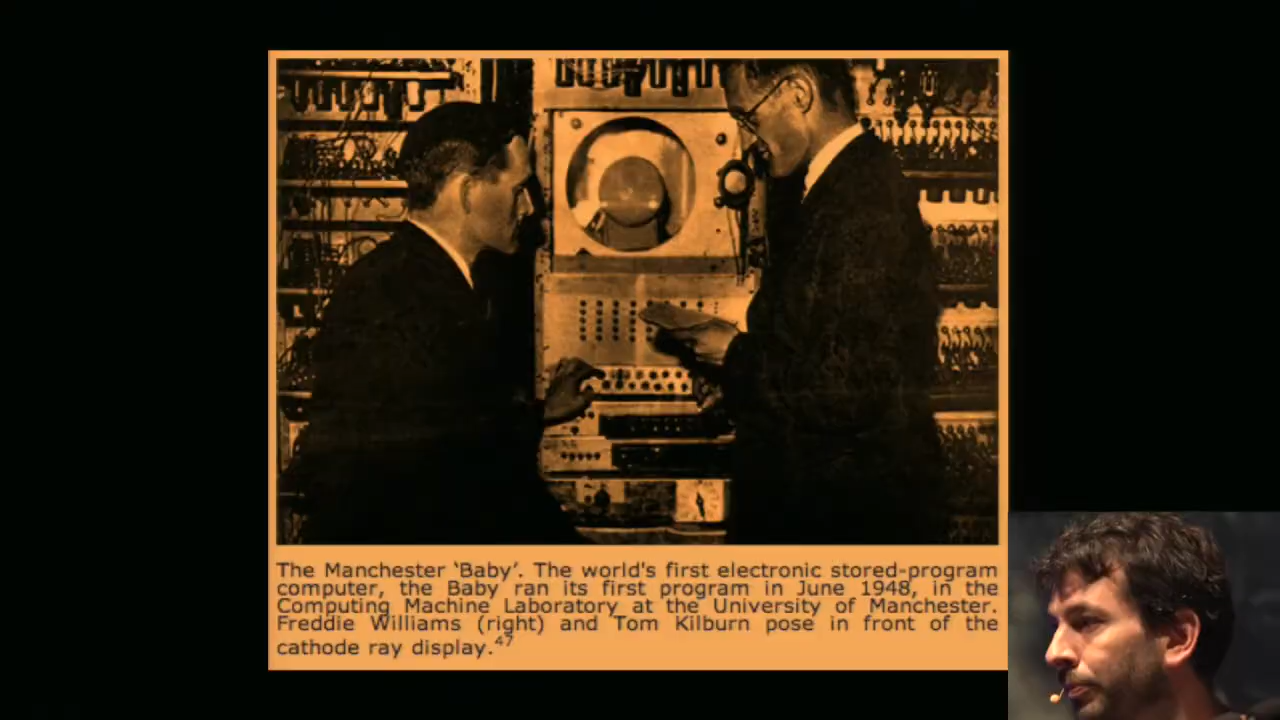 The Manchester ‘Baby’. The world's first electronic stored-program
computer, the Baby ran its first program in June 1948, in the
Computing Machine Laboratory at the University of Manchester.
Freddie Williams (right) and Tom Kilburn pose in front of the
cathode ray display.47